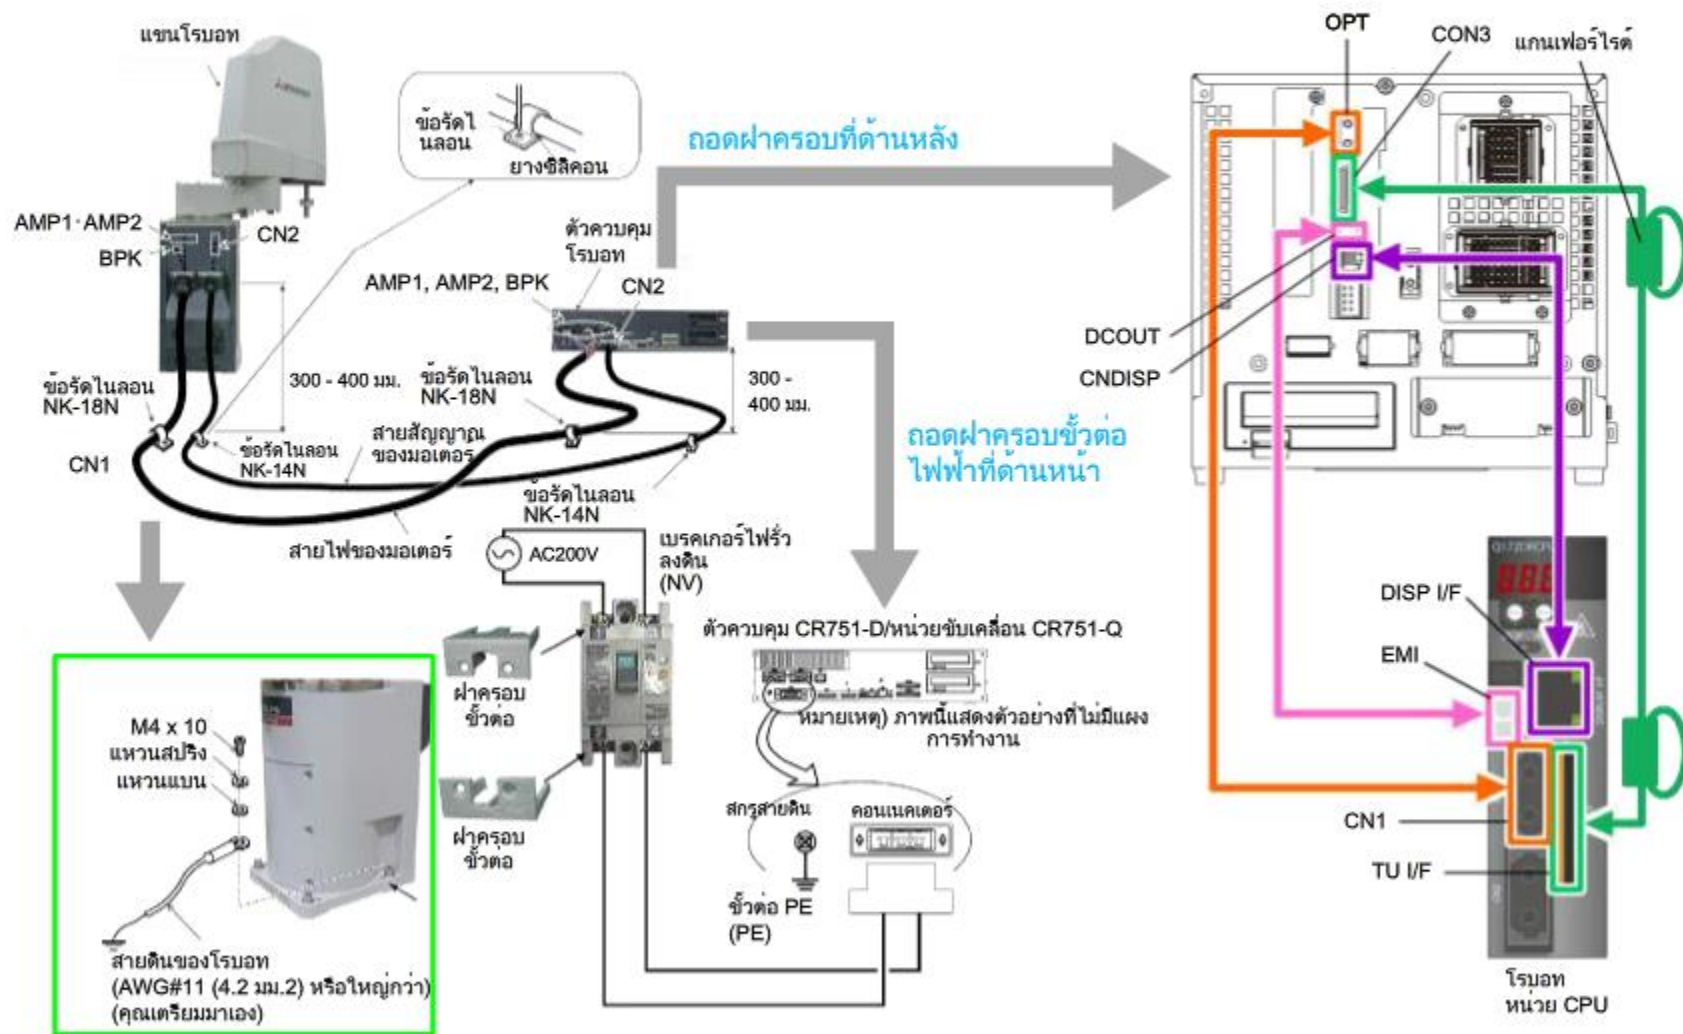 แขนโรบอท
ข้อรัดไ
นลอน
ยางซิลิคอน
AMP1·AMP2
BPK
CN2
ตัวควบคุม
โรบอท
AMP1, AMP2, BPK
CN2
300 - 400 มม.
ข้อรัดไนลอน
NK-18N
CN1
ข้อรัดไนลอน
NK-14N
สายสัญญาณ
ของมอเตอร์
ข้อรัดไนลอน
NK-18N
300 -
400 มม.
ข้อรัดไนลอน
NK-14N
สายไฟของมอเตอร์
ถอดฝาครอบที่ด้านหลัง
ถอดฝาครอบขั้วต่อ
ไฟฟ้าที่ด้านหน้า
OPT
CON3
แกนเฟอร์ไรต์
DCOUT
CNDISP
Q172DRCPU
DISP I/F
EMI
CN1
TU I/F
โรบอท
หน่วย CPU
AC200V
เบรคเกอร์ไฟรั่ว
ลงดิน
(NV)
ฝาครอบ
ขั้วต่อ
ฝาครอบ
ขั้วต่อ
ตัวควบคุม CR751-D/หน่วยขับเคลื่อน CR751-Q
หมายเหตุ) ภาพนี้แสดงตัวอย่างที่ไม่มีแผง
การทำงาน
สกรูสายดิน
คอนเนคเตอร์
ขั้วต่อ PE
(PE)
M4 x 10
แหวนสปริง
แหวนแบน
สายดินของโรบอท
(AWG#11 (4.2 มม.2) หรือใหญ่กว่า)
(คุณเตรียมมาเอง)